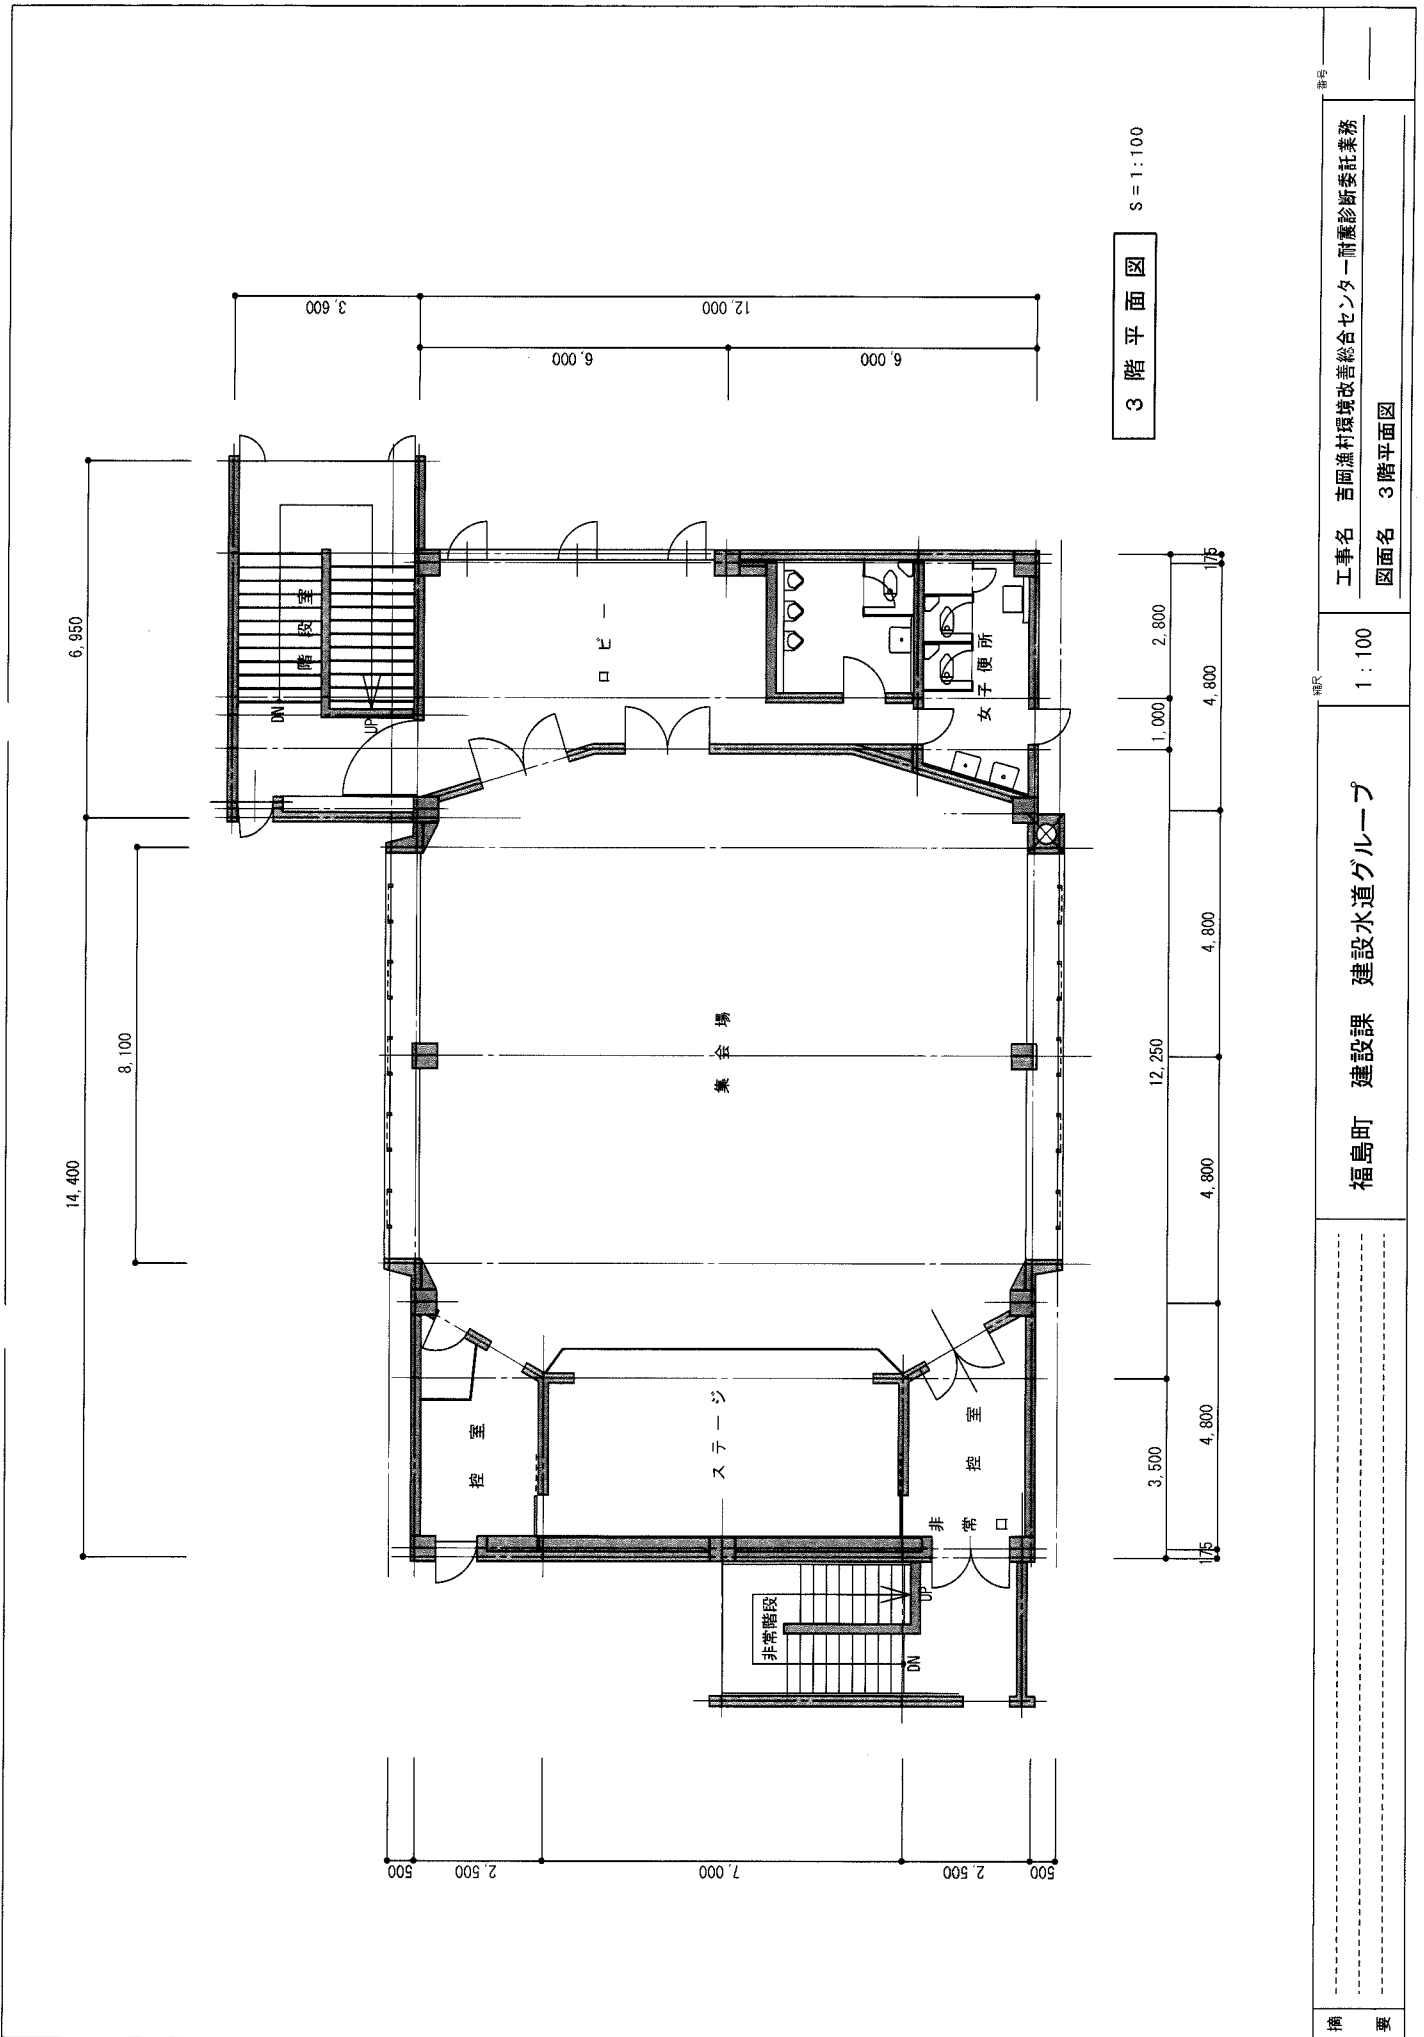 6,950
14,400
8,100
3,600
12,000
6,000
6,000
階段室
DN
UP
ロビー
女子便所
集会場
控室
ステージ
控室
非常口
非常階段
UP
DN
500
2,500
7,000
2,500
500
3,500
12,250
1,000
2,800
175
4,800
4,800
4,800
4,800
175
3階平面図
S=1:100
摘要
福島町 建設課 建設水道グループ
縮尺
1:100
工事名 吉岡漁村環境改善総合センター耐震診断委託業務
図面名 3階平面図
番号